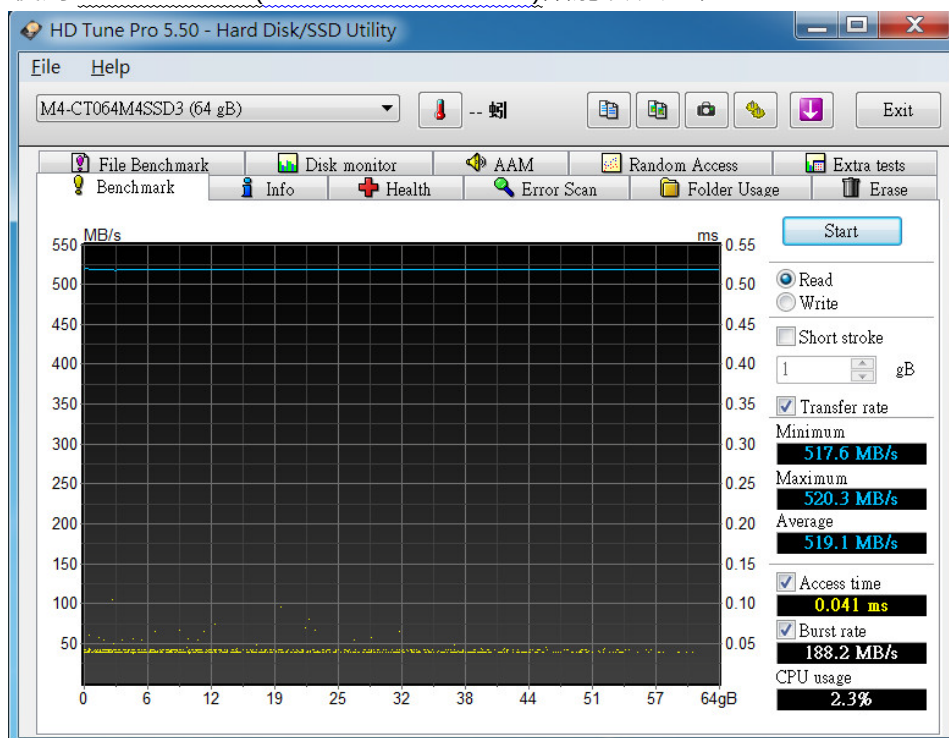 HD Tune Pro 5.50 - Hard Disk/SSD Utility
File Help
M4-CT064M4SSD3 (64 gB)
-- 蚓
Exit
File Benchmark Disk monitor AAM Random Access Extra tests
Benchmark Info Health Error Scan Folder Usage Erase
Start
MB/s ms
550 0.55
500 0.50
450 0.45
400 0.40
350 0.35
300 0.30
250 0.25
200 0.20
150 0.15
100 0.10
50 0.05
0 6 12 19 25 32 38 44 51 57 64gB
Read
Write
Short stroke
1 gB
Transfer rate
Minimum
517.6 MB/s
Maximum
520.3 MB/s
Average
519.1 MB/s
Access time
0.041 ms
Burst rate
188.2 MB/s
CPU usage
2.3%